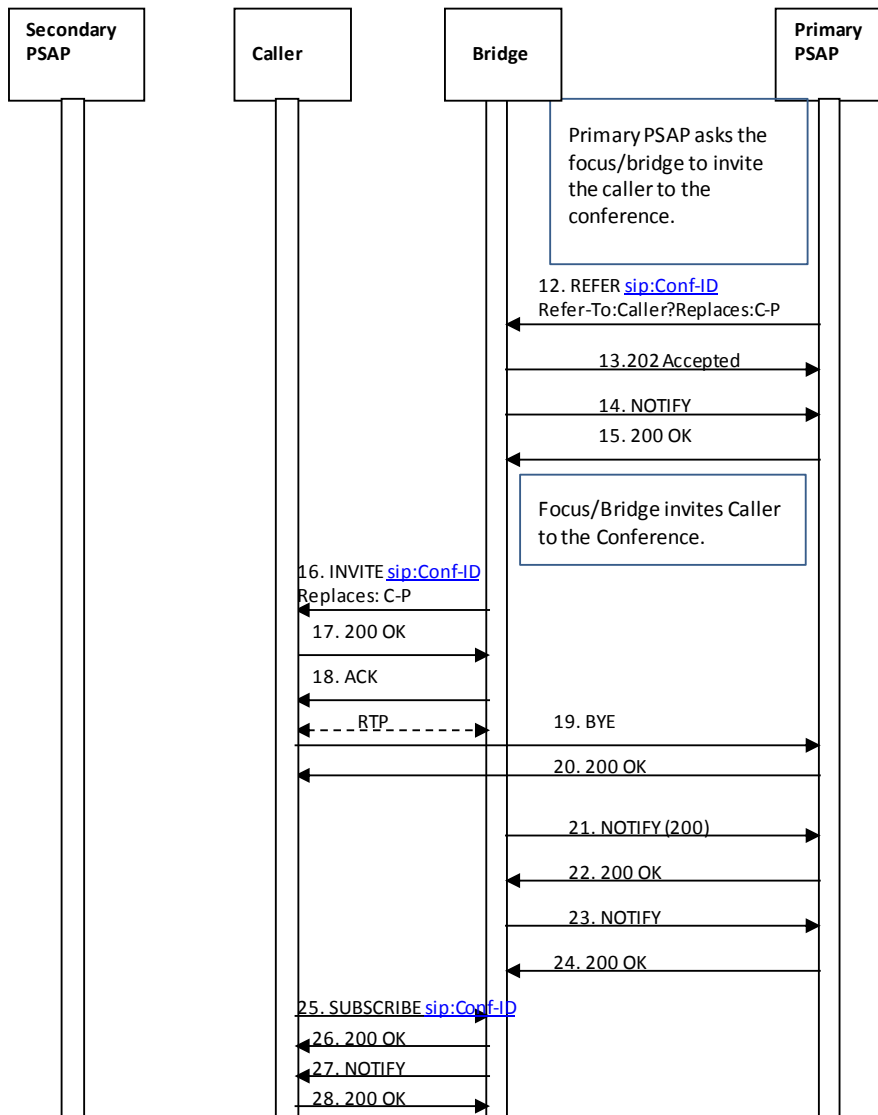 Secondary
PSAP
Caller
Bridge
Primary
PSAP
Primary PSAP asks the
focus/bridge to invite
the caller to the
conference.
12. REFER sip:Conf-ID
Refer-To:Caller?Replaces:C-P
13.202 Accepted
14. NOTIFY
15. 200 OK
Focus/Bridge invites Caller
to the Conference.
16. INVITE sip:Conf-ID
Replaces: C-P
17. 200 OK
18. ACK
RTP
19. BYE
20. 200 OK
21. NOTIFY (200)
22. 200 OK
23. NOTIFY
24. 200 OK
25. SUBSCRIBE sip:Conf-ID
26. 200 OK
27. NOTIFY
28. 200 OK